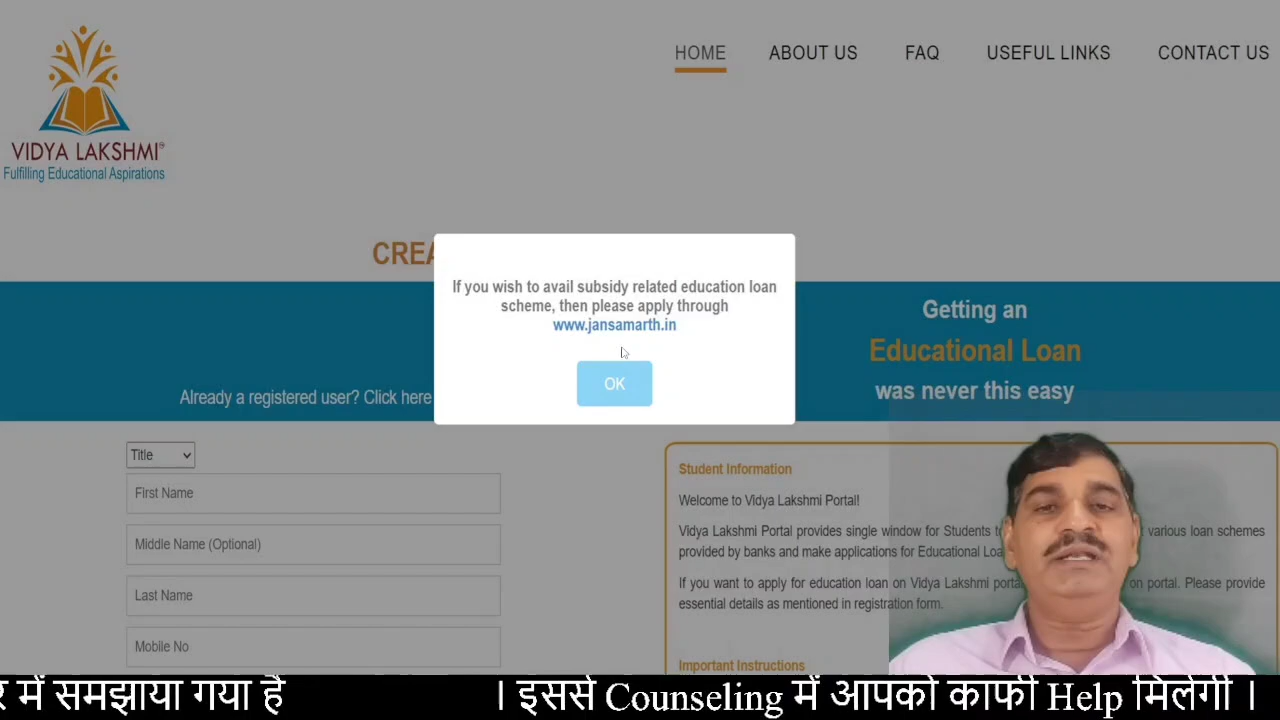 HOME ABOUT US FAQ USEFUL LINKS CONTACT US
VIDYA LAKSHMI®
Fulfilling Educational Aspirations
CREA
If you wish to avail subsidy related education loan
scheme, then please apply through
www.jansamarth.in
OK
Already a registered user? Click here
Getting an
Educational Loan
was never this easy
Title
First Name
Middle Name (Optional)
Last Name
Mobile No
Student Information
Welcome to Vidya Lakshmi Portal!
Vidya Lakshmi Portal provides single window for Students various loan schemes
provided by banks and make applications for Educational
If you want to apply for education loan on Vidya Lakshmi on portal. Please provide
essential details as mentioned in registration form.
Important Instructions
में समझाया गया है । इससे Counseling में आपको काफी Help मिलेगी ।